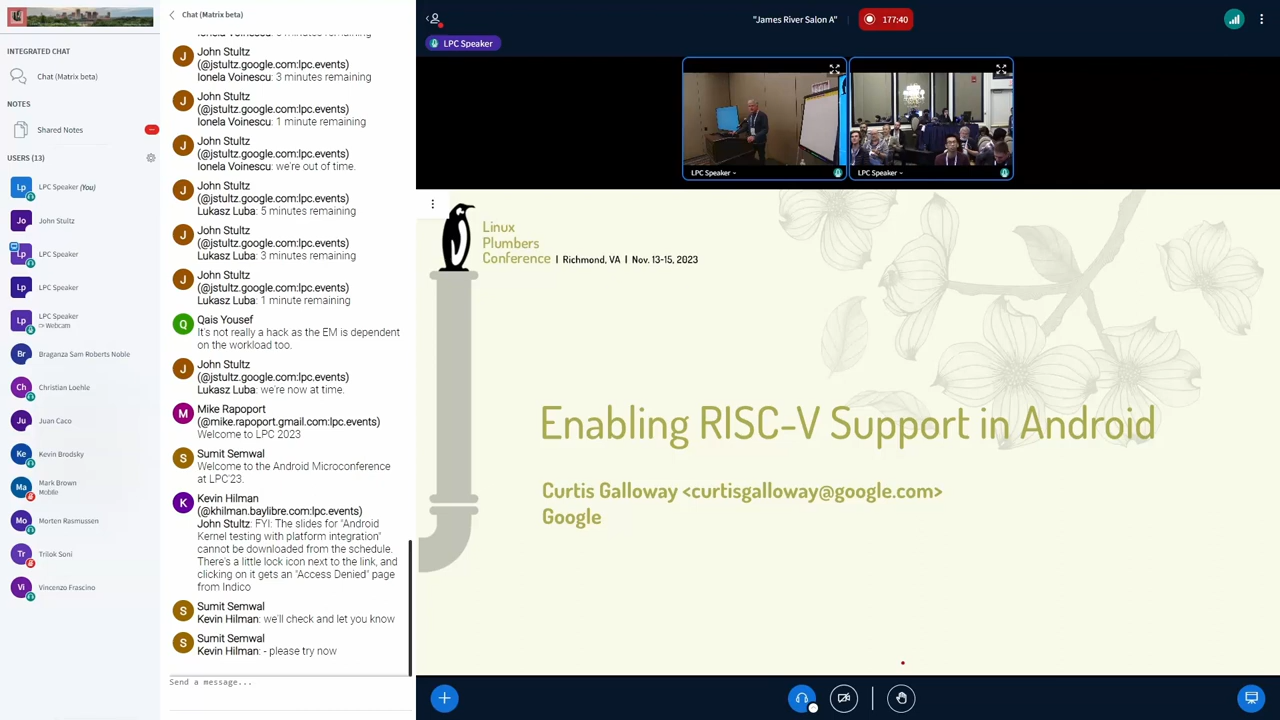 INTEGRATED CHAT
Chat (Matrix beta)
NOTES
Shared Notes
USERS (13)
Lp LPC Speaker (You)
Jo John Stultz
Lp LPC Speaker
Lp LPC Speaker
Lp LPC Speaker
Webcam
Br Braganza Sam Roberts Noble
Ch Christian Loehle
Ju Juan Caco
Ke Kevin Brodsky
Ma Mark Brown
Mobile
Mo Morten Rasmussen
Tr Trilok Soni
Vi Vincenzo Frascino
Chat (Matrix beta)
J John Stultz
(@jstultz.google.com:lpc.events)
Ionela Voinescu: 3 minutes remaining
J John Stultz
(@jstultz.google.com:lpc.events)
Ionela Voinescu: 1 minute remaining
J John Stultz
(@jstultz.google.com:lpc.events)
Ionela Voinescu: we're out of time.
J John Stultz
(@jstultz.google.com:lpc.events)
Lukasz Luba: 5 minutes remaining
J John Stultz
(@jstultz.google.com:lpc.events)
Lukasz Luba: 3 minutes remaining
J John Stultz
(@jstultz.google.com:lpc.events)
Lukasz Luba: 1 minute remaining
Q Qais Yousef
It's not really a hack as the EM is dependent
on the workload too.
J John Stultz
(@jstultz.google.com:lpc.events)
Lukasz Luba: we're now at time.
M Mike Rapoport
(@mike.rapoport.gmail.com:lpc.events)
Welcome to LPC 2023
S Sumit Semwal
Welcome to the Android Microconference
at LPC'23.
K Kevin Hilman
(@khilman.baylibre.com:lpc.events)
John Stultz: FYI: The slides for "Android
Kernel testing with platform integration"
cannot be downloaded from the schedule.
There's a little lock icon next to the link, and
clicking on it gets an "Access Denied" page
from Indico
S Sumit Semwal
Kevin Hilman: we'll check and let you know
S Sumit Semwal
Kevin Hilman: - please try now
Send a message...
"James River Salon A"
177:40
LPC Speaker
LPC Speaker
LPC Speaker
Linux
Plumbers
Conference | Richmond, VA | Nov. 13-15, 2023
Enabling RISC-V Support in Android
Curtis Galloway <curtisgalloway@google.com>
Google